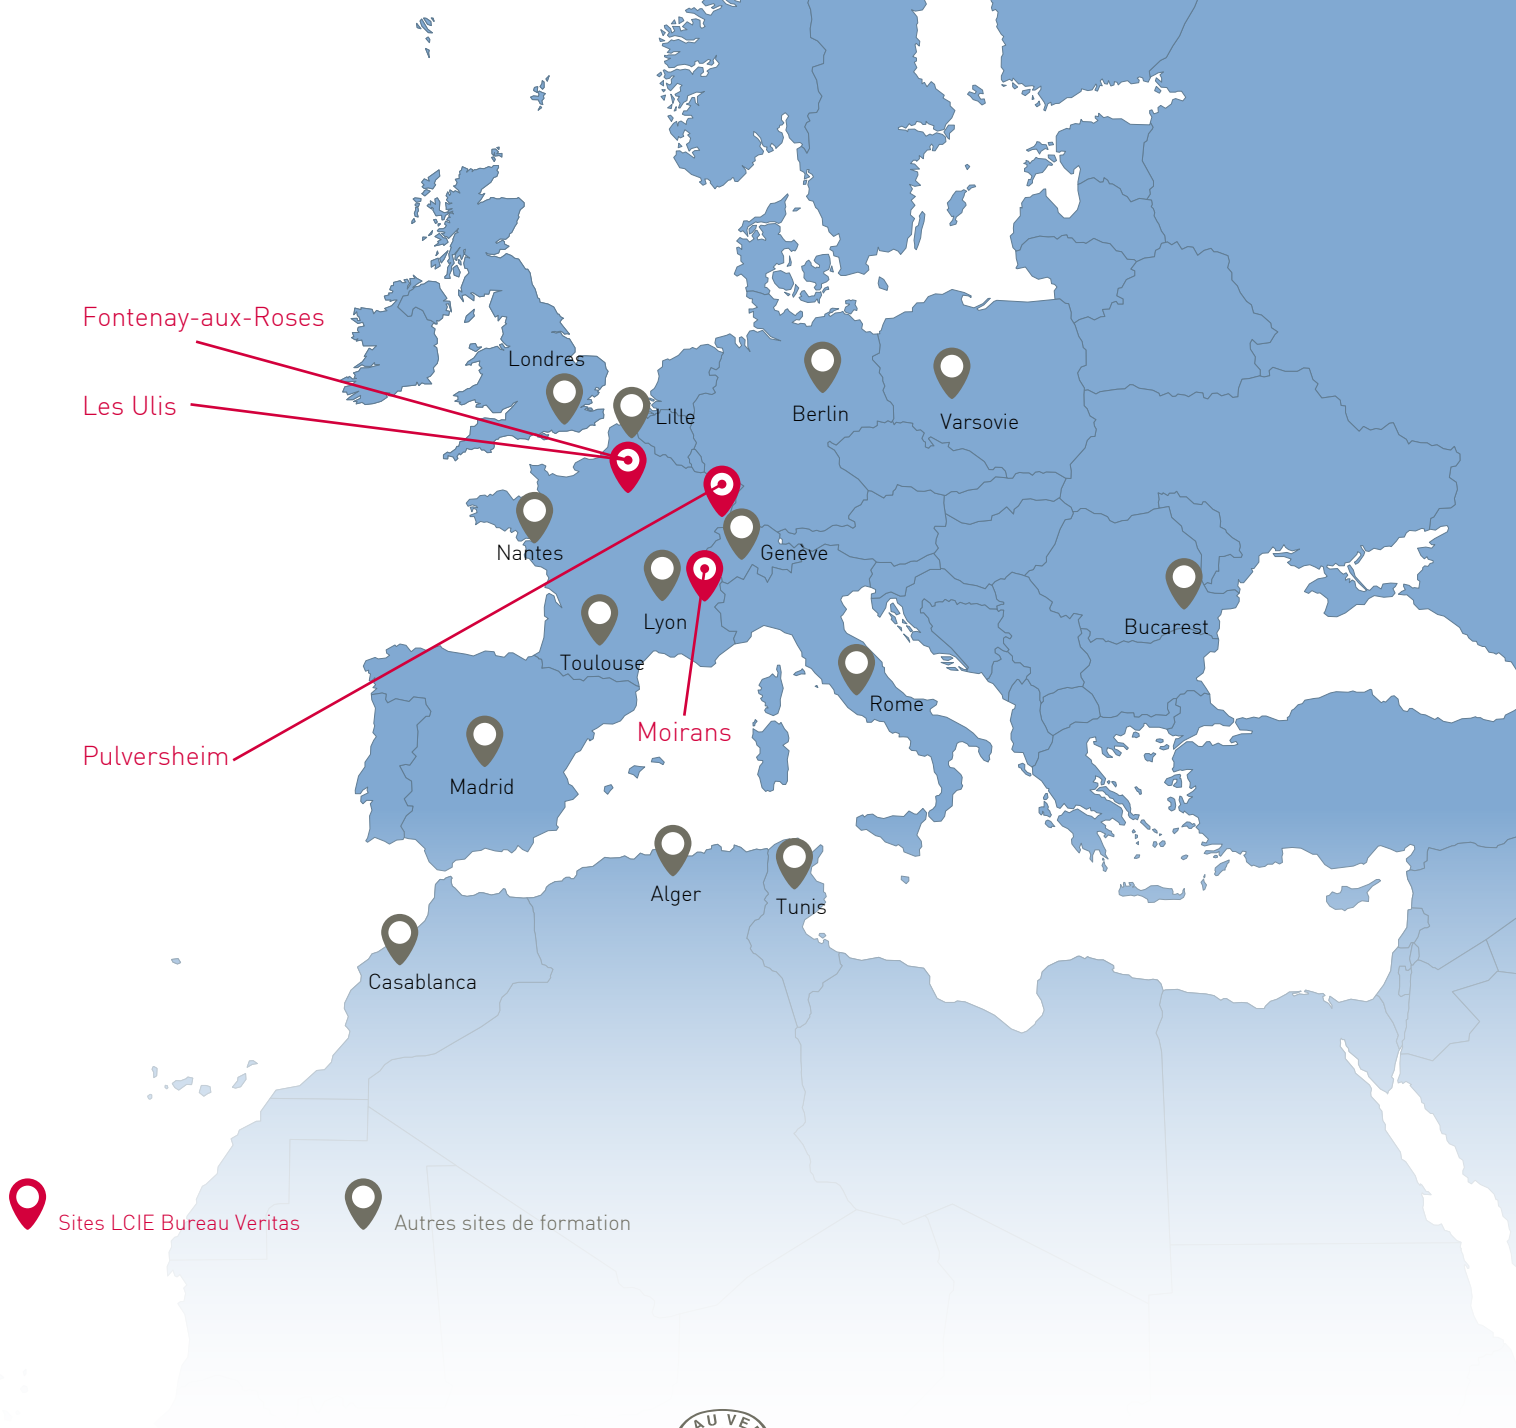 Fontenay-aux-Roses
Londres
Les Ulis
Lille
Berlin
Varsovie
Nantes
Genève
Lyon
Bucarest
Toulouse
Rome
Moirans
Pulversheim
Madrid
Alger
Tunis
Casablanca
Sites LCIE Bureau Veritas
Autres sites de formation